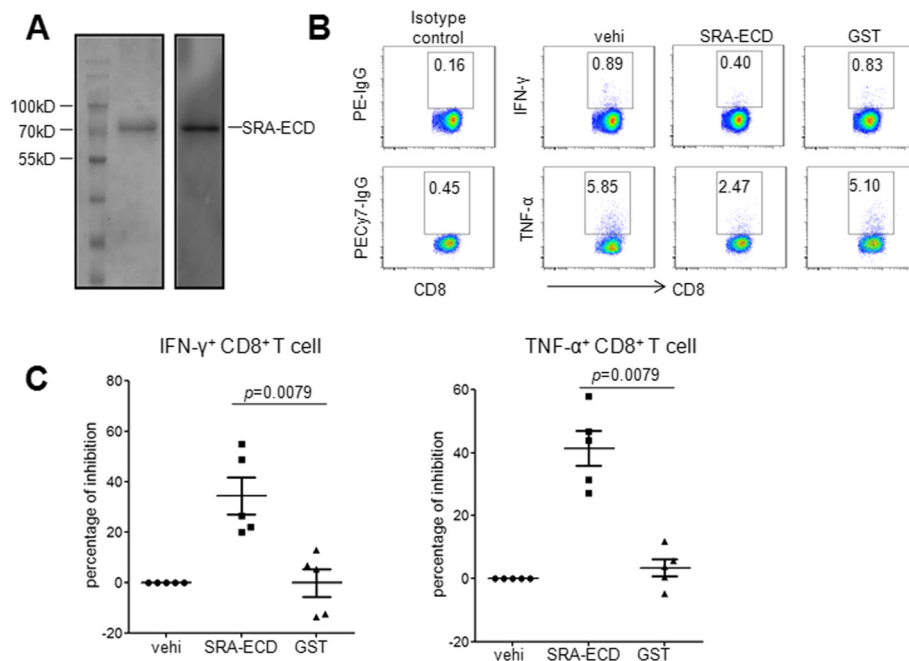 A
100kD
70kD
55kD
SRA-ECD
B
Isotype
control
vehi
SRA-ECD
GST
PE-IgG
0.16
IFN-γ
0.89
0.40
0.83
PECy7-IgG
0.45
TNF-α
5.85
2.47
5.10
CD8
CD8
C
IFN-γ⁺ CD8⁺ T cell
percentage of inhibition
80
60
40
20
0
-20
p=0.0079
vehi
SRA-ECD
GST
TNF-α⁺ CD8⁺ T cell
percentage of inhibition
60
40
20
0
-20
p=0.0079
vehi
SRA-ECD
GST